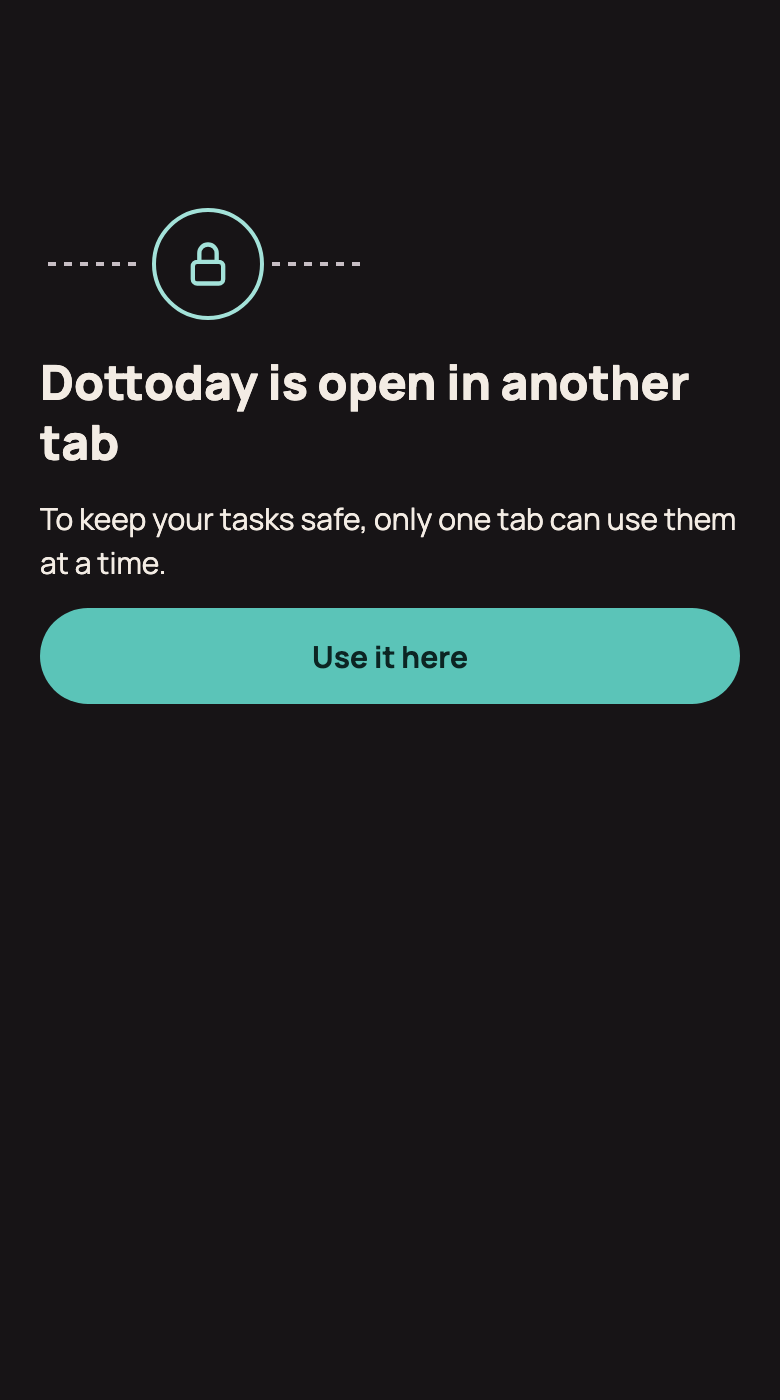 Dottoday is open in another
tab
To keep your tasks safe, only one tab can use them
at a time.
Use it here